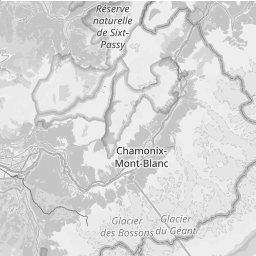 Réserve
naturelle
de Sixt-
Passy
Chamonix-
Mont-Blanc
Glacier
des Bossons
Glacier
du Géant